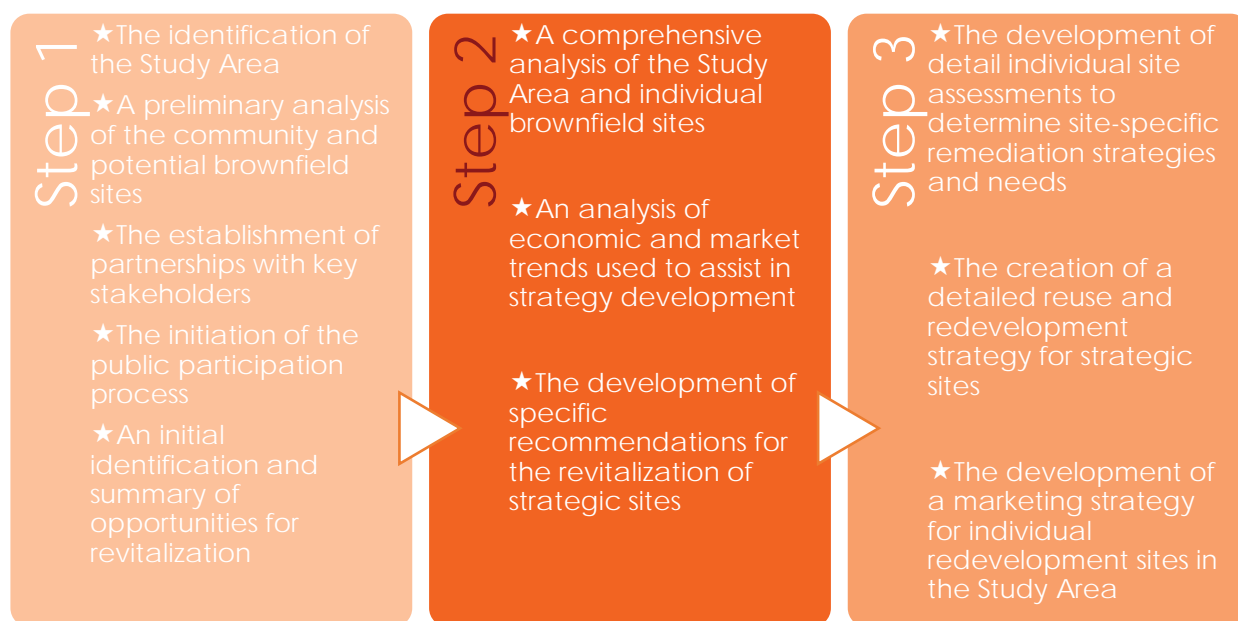 Step 1
★The identification of
the Study Area
★A preliminary analysis
of the community and
potential brownfield
sites
★The establishment of
partnerships with key
stakeholders
★The initiation of the
public participation
process
★An initial
identification and
summary of
opportunities for
revitalization
Step 2
★A comprehensive
analysis of the Study
Area and individual
brownfield sites
★An analysis of
economic and market
trends used to assist in
strategy development
★The development of
specific
recommendations for
the revitalization of
strategic sites
Step 3
★The development of
detail individual site
assessments to
determine site-specific
remediation strategies
and needs
★The creation of a
detailed reuse and
redevelopment
strategy for strategic
sites
★The development of
a marketing strategy
for individual
redevelopment sites in
the Study Area